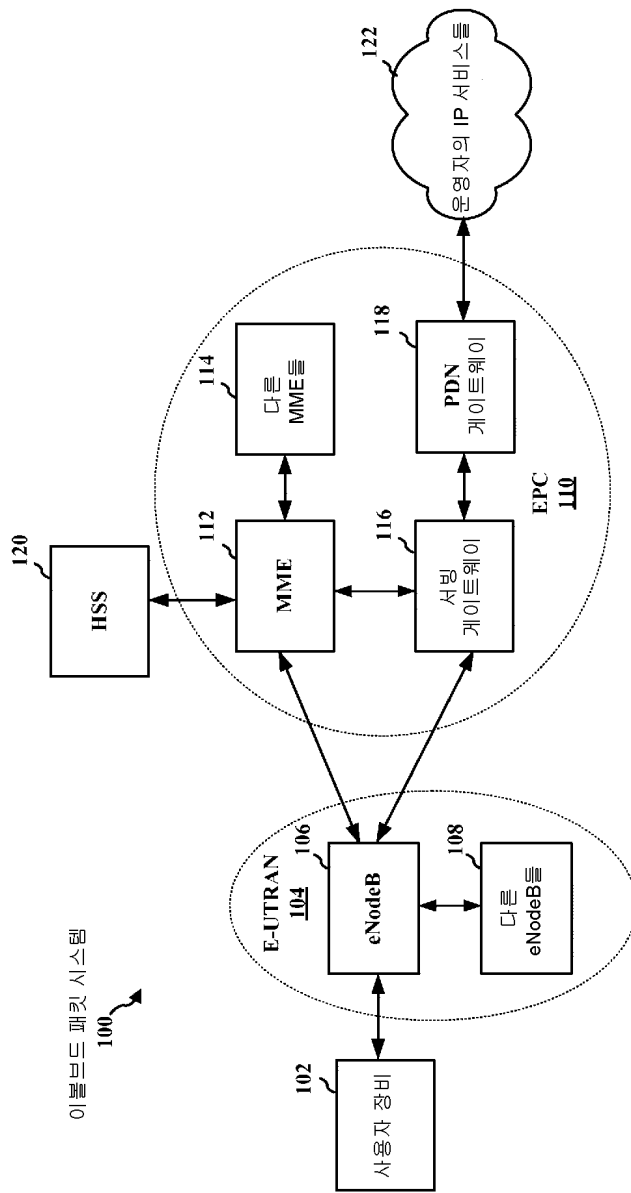 이볼브드 패킷 시스템
100
102
사용자 장비
E-UTRAN
104
106
eNodeB
108
다른
eNodeB들
120
HSS
112
MME
114
다른
MME들
116
서빙
게이트웨이
118
PDN
게이트웨이
EPC
110
122
운영자의 IP 서비스들